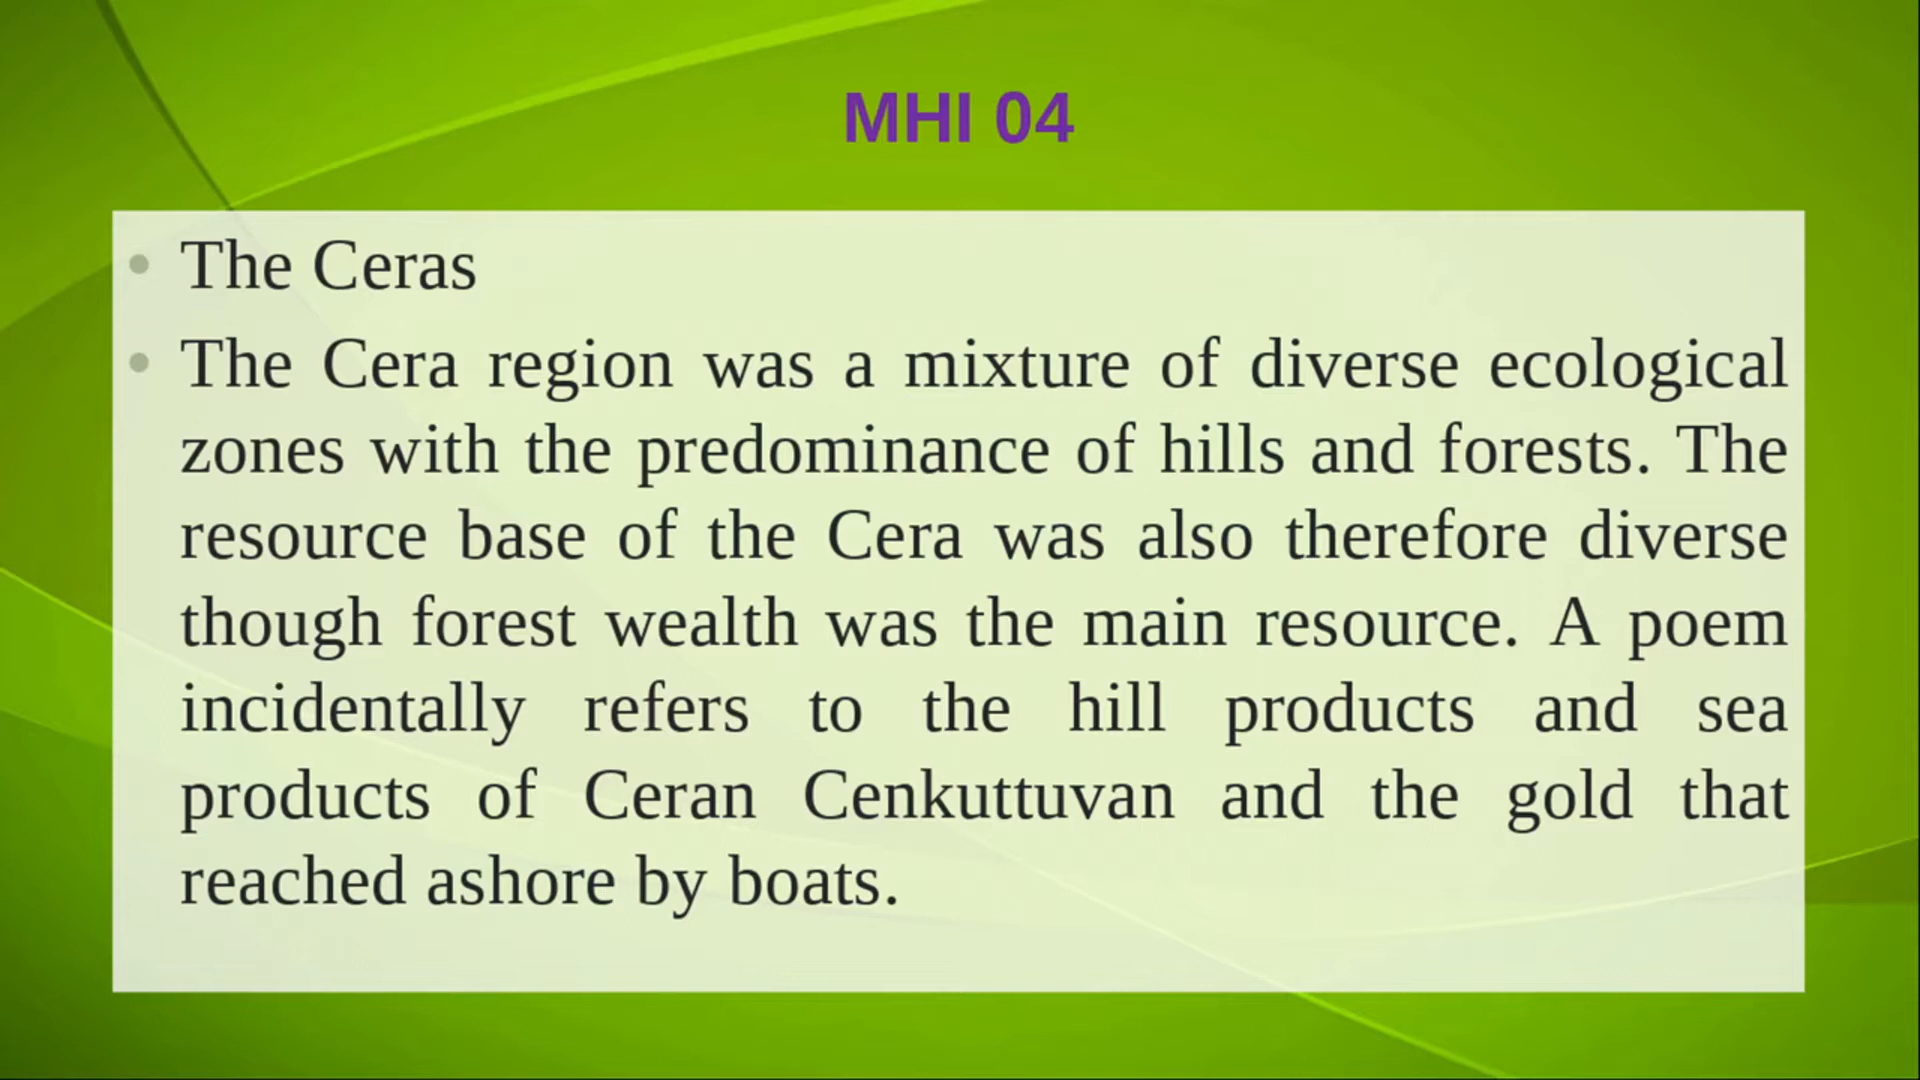 MHI 04
• The Ceras
• The Cera region was a mixture of diverse ecological
zones with the predominance of hills and forests. The
resource base of the Cera was also therefore diverse
though forest wealth was the main resource. A poem
incidentally refers to the hill products and sea
products of Ceran Cenkuttuvan and the gold that
reached ashore by boats.